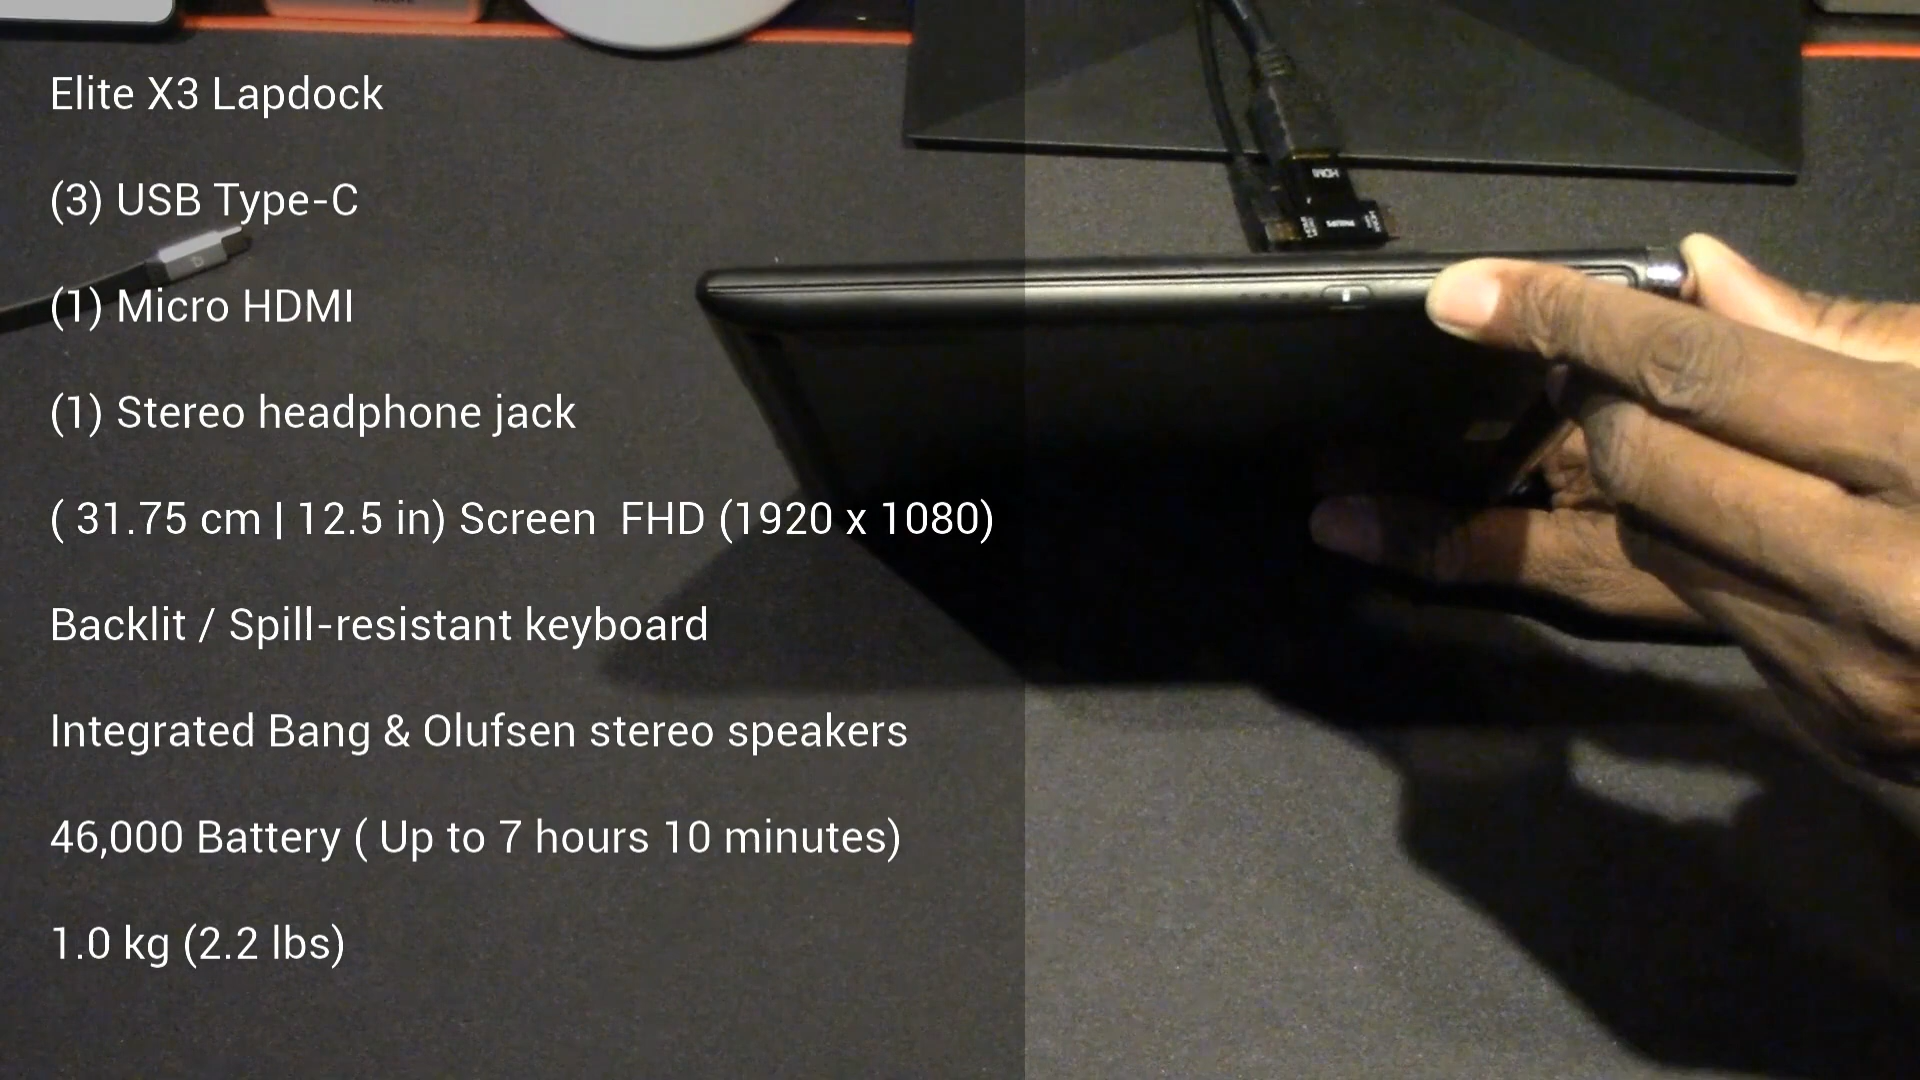 Elite X3 Lapdock
(3) USB Type-C
(1) Micro HDMI
(1) Stereo headphone jack
( 31.75 cm | 12.5 in) Screen  FHD (1920 x 1080)
Backlit / Spill-resistant keyboard
Integrated Bang & Olufsen stereo speakers
46,000 Battery ( Up to 7 hours 10 minutes)
1.0 kg (2.2 lbs)
HDMI
PHILIPS